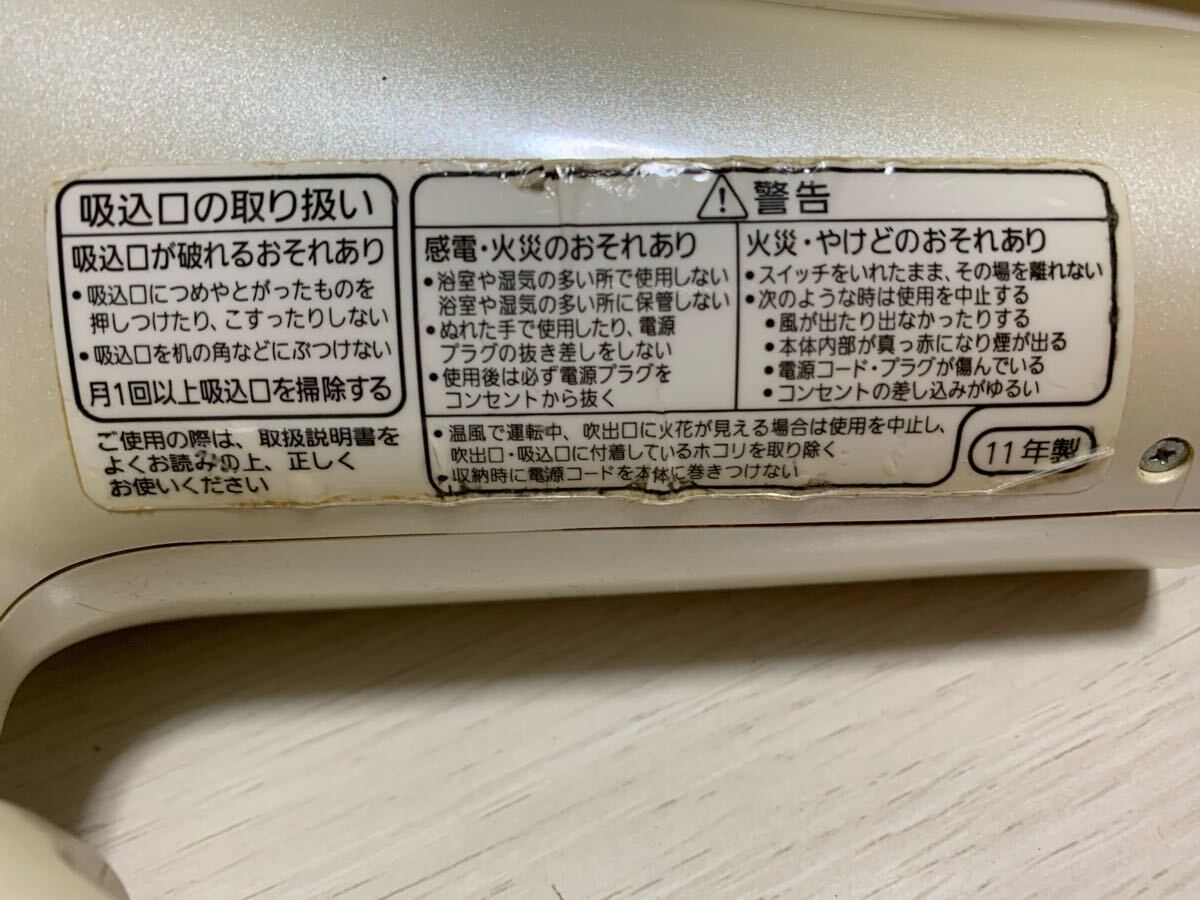 吸込口の取り扱い
吸込口が破れるおそれあり
・吸込口につめやとがったものを
押しつけたり、こすったりしない
・吸込口を机の角などにぶつけない
月1回以上吸込口を掃除する
ご使用の際は、取扱説明書を
よくお読みの上、正しく
お使いください
警告
感電・火災のおそれあり
・浴室や湿気の多い所で使用しない
浴室や湿気の多い所に保管しない
・ぬれた手で使用したり、電源
プラグの抜き差しをしない
・使用後は必ず電源プラグを
コンセントから抜く
火災・やけどのおそれあり
・スイッチをいれたまま、その場を離れない
・次のような時は使用を中止する
・風が出たり出なかったりする
・本体内部が真っ赤になり煙が出る
・電源コード・プラグが傷んでいる
・コンセントの差し込みがゆるい
・温風で運転中、吹出口に火花が見える場合は使用を中止し、
吹出口・吸込口に付着しているホコリを取り除く
・収納時に電源コードを本体に巻きつけない
11年製